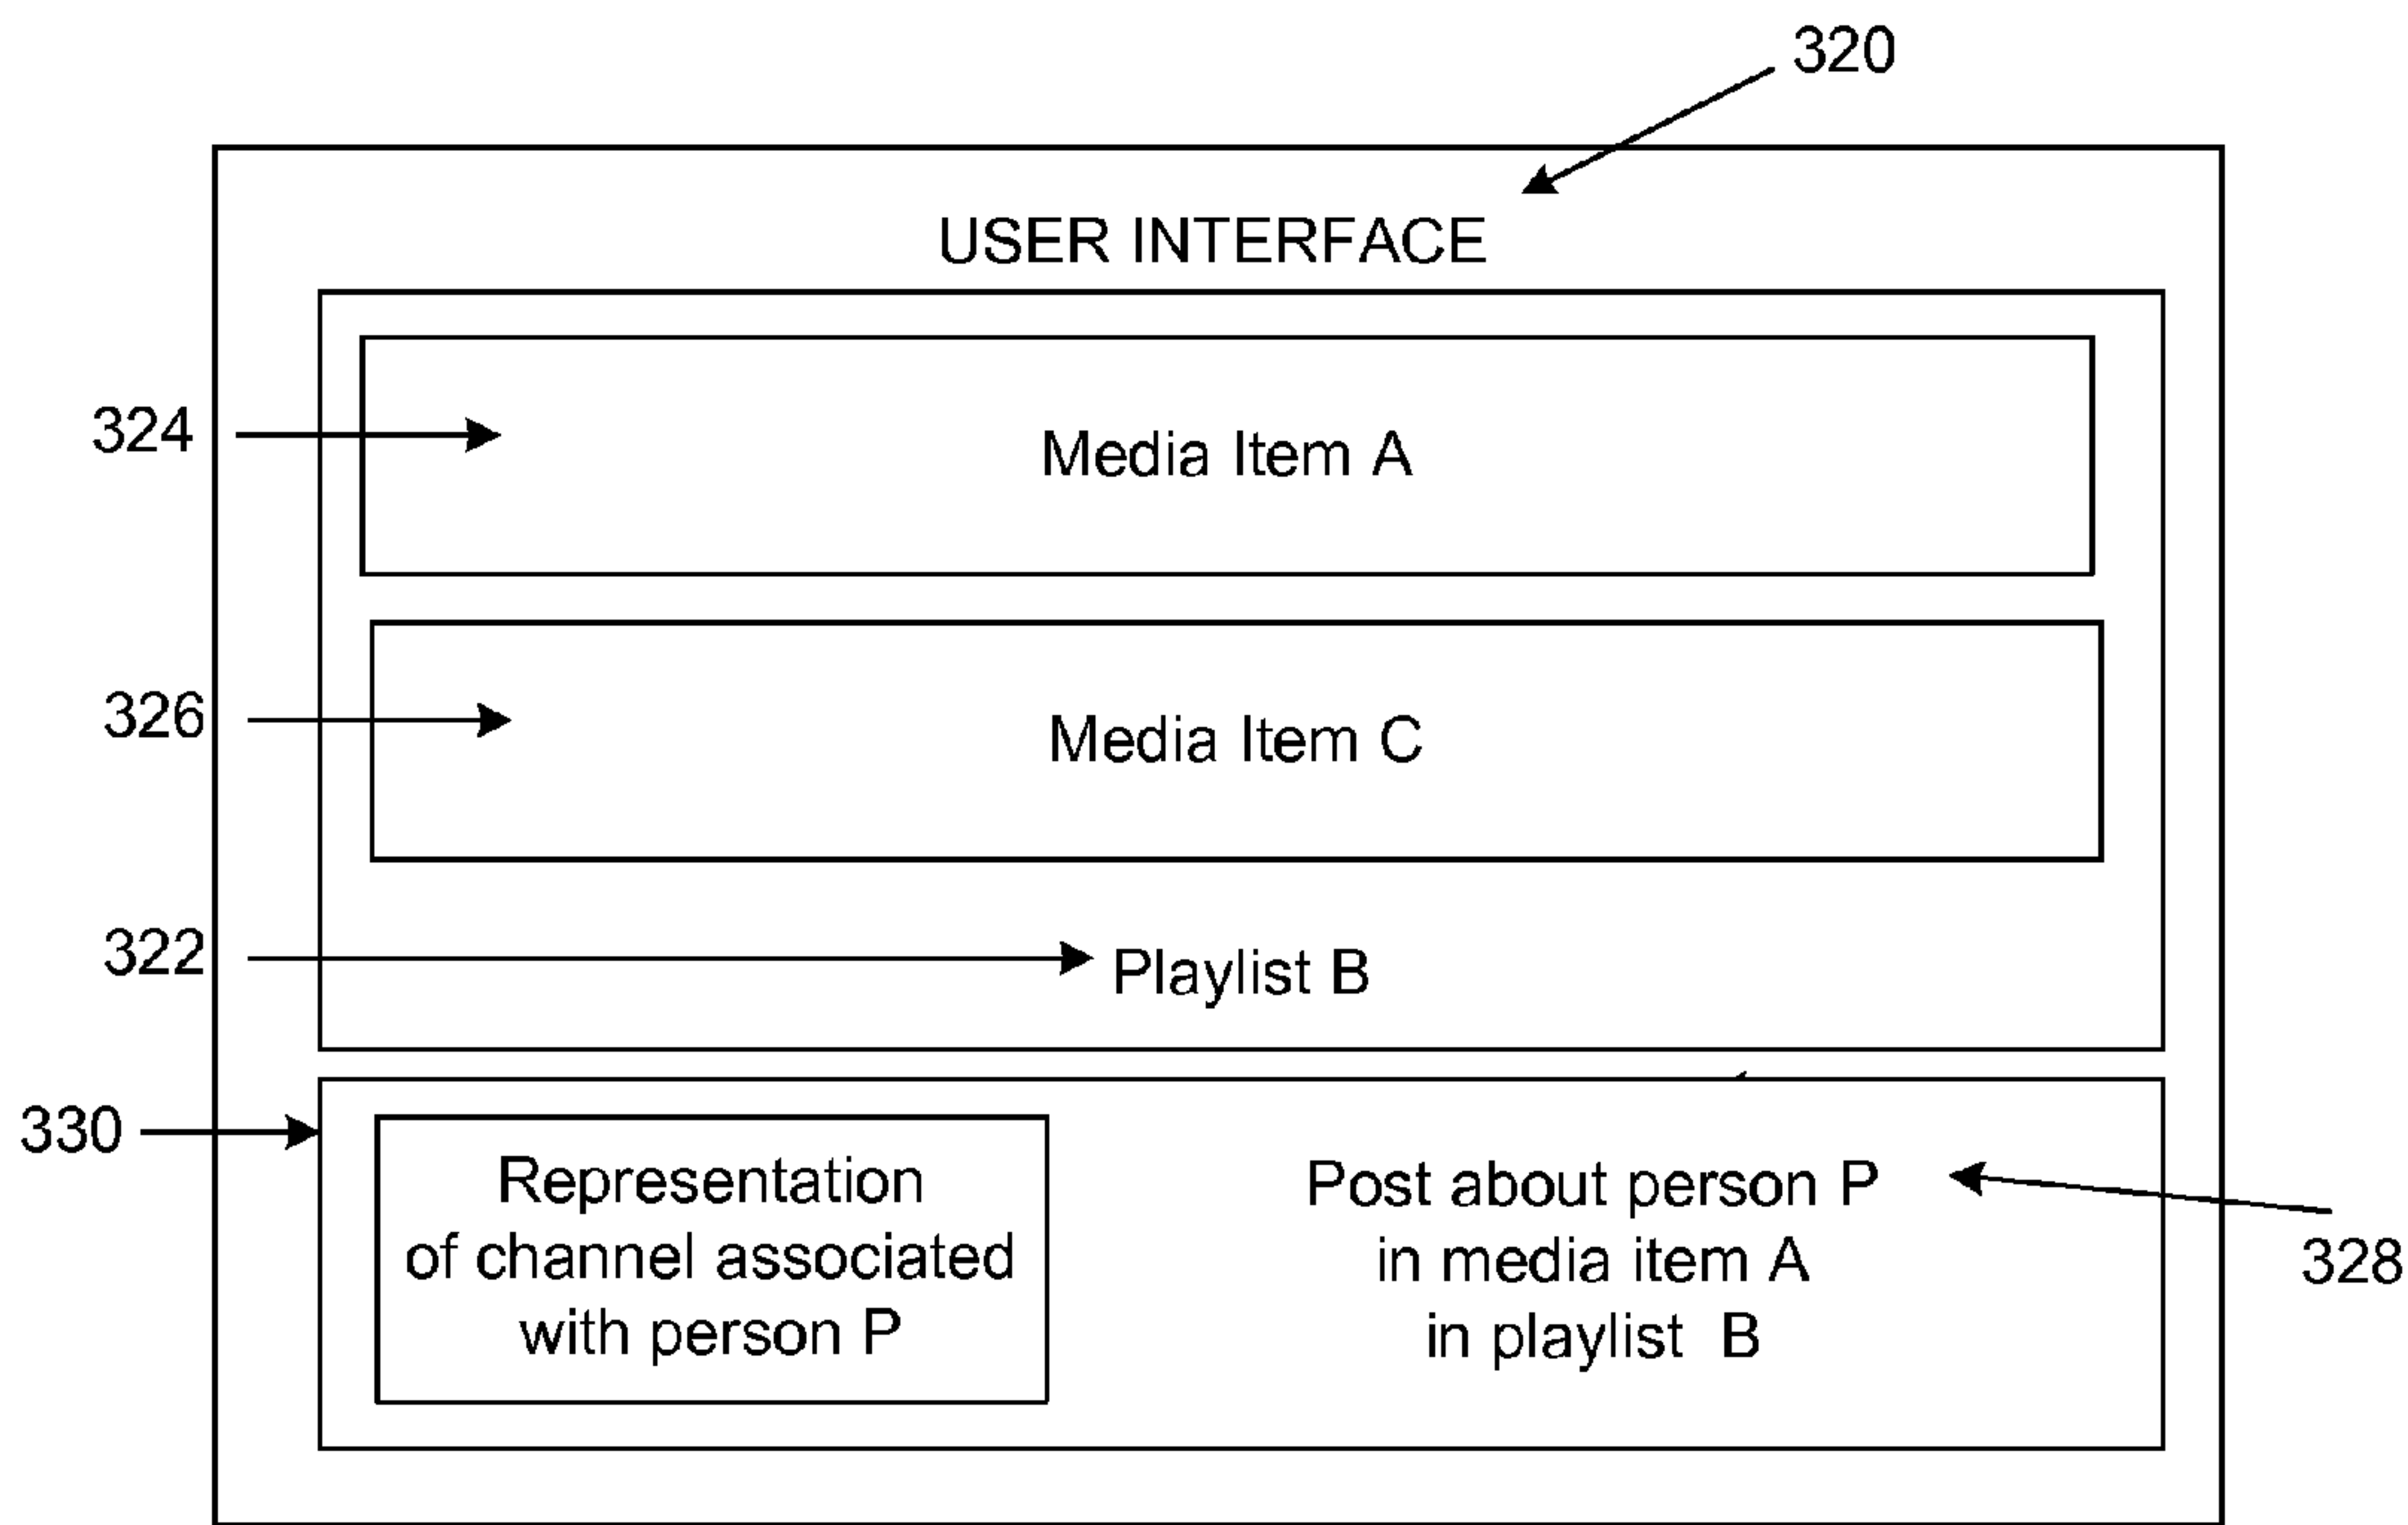 320
USER INTERFACE
324
Media Item A
326
Media Item C
322
Playlist B
330
Representation
of channel associated
with person P
Post about person P
in media item A
in playlist B
328